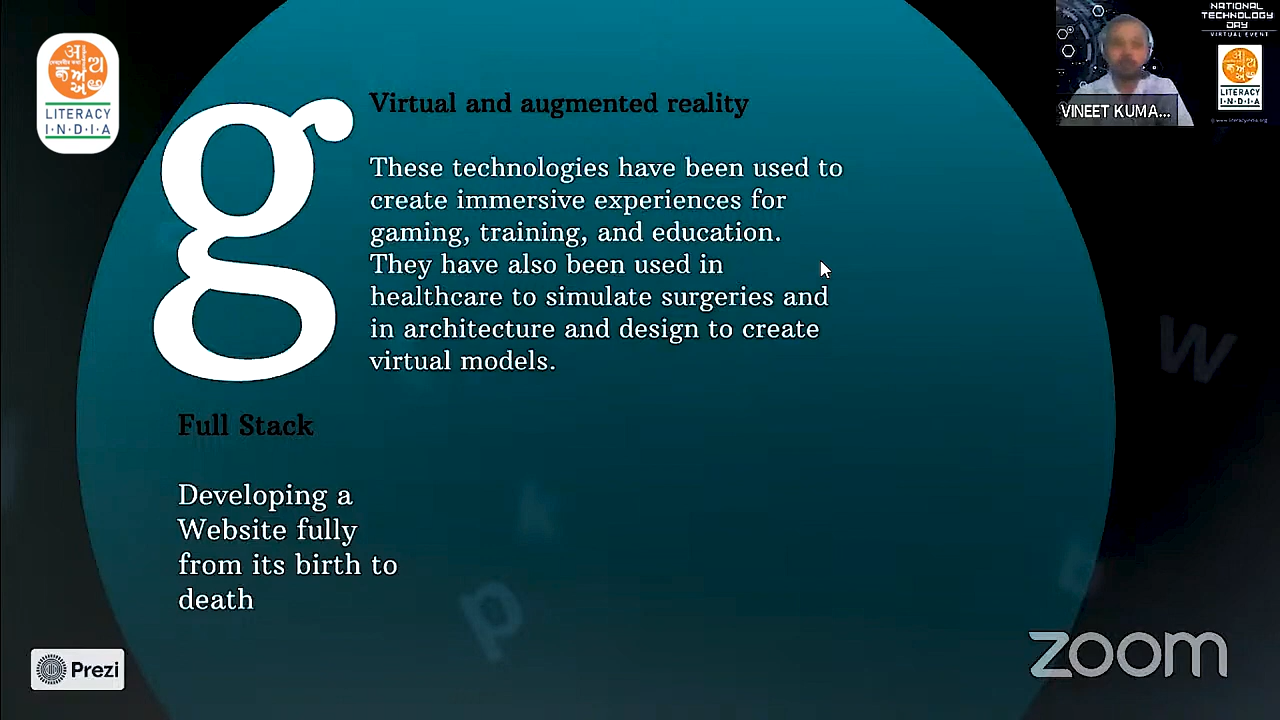 LITERACY
I·N·D·I·A
g
Virtual and augmented reality
These technologies have been used to
create immersive experiences for
gaming, training, and education.
They have also been used in
healthcare to simulate surgeries and
in architecture and design to create
virtual models.
Full Stack
Developing a
Website fully
from its birth to
death
w
k
p
Prezi
zoom
VINEET KUMA...
NATIONAL
TECHNOLOGY
DAY
VIRTUAL EVENT
LITERACY
I·N·D·I·A